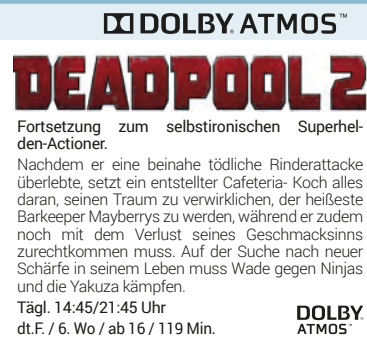 DOLBY ATMOS™
DEADPOOL 2
Fortsetzung zum selbstironischen Superhel-
den-Actioner.
Nachdem er eine beinahe tödliche Rinderattacke
überlebte, setzt ein entstellter Cafeteria- Koch alles
daran, seinen Traum zu verwirklichen, der heißeste
Barkeeper Mayberrys zu werden, während er zudem
noch mit dem Verlust seines Geschmacksinns
zurechtkommen muss. Auf der Suche nach neuer
Schärfe in seinem Leben muss Wade gegen Ninjas
und die Yakuza kämpfen.
Tägl. 14:45/21:45 Uhr
dt.F. / 6. Wo / ab 16 / 119 Min.
DOLBY
ATMOS